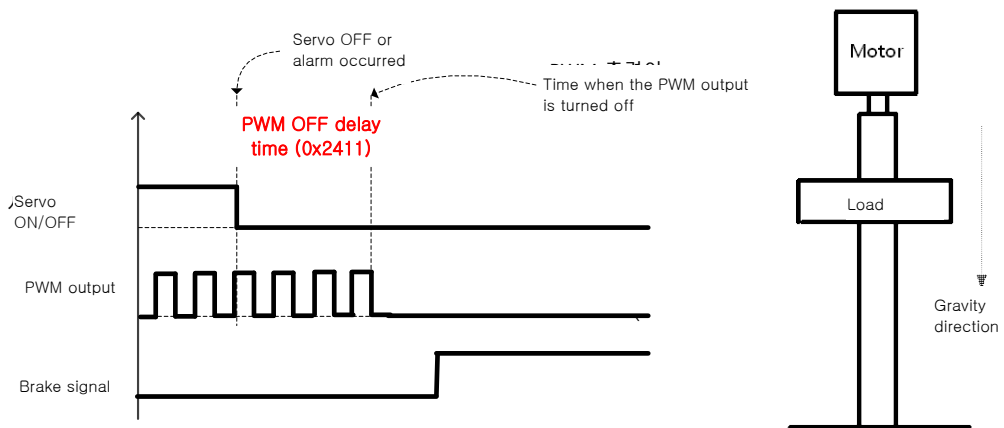 Servo OFF or
alarm occurred
Time when the PWM output
is turned off
PWM OFF delay
time (0x2411)
Motor
Servo
ON/OFF
Load
PWM output
Gravity
direction
Brake signal